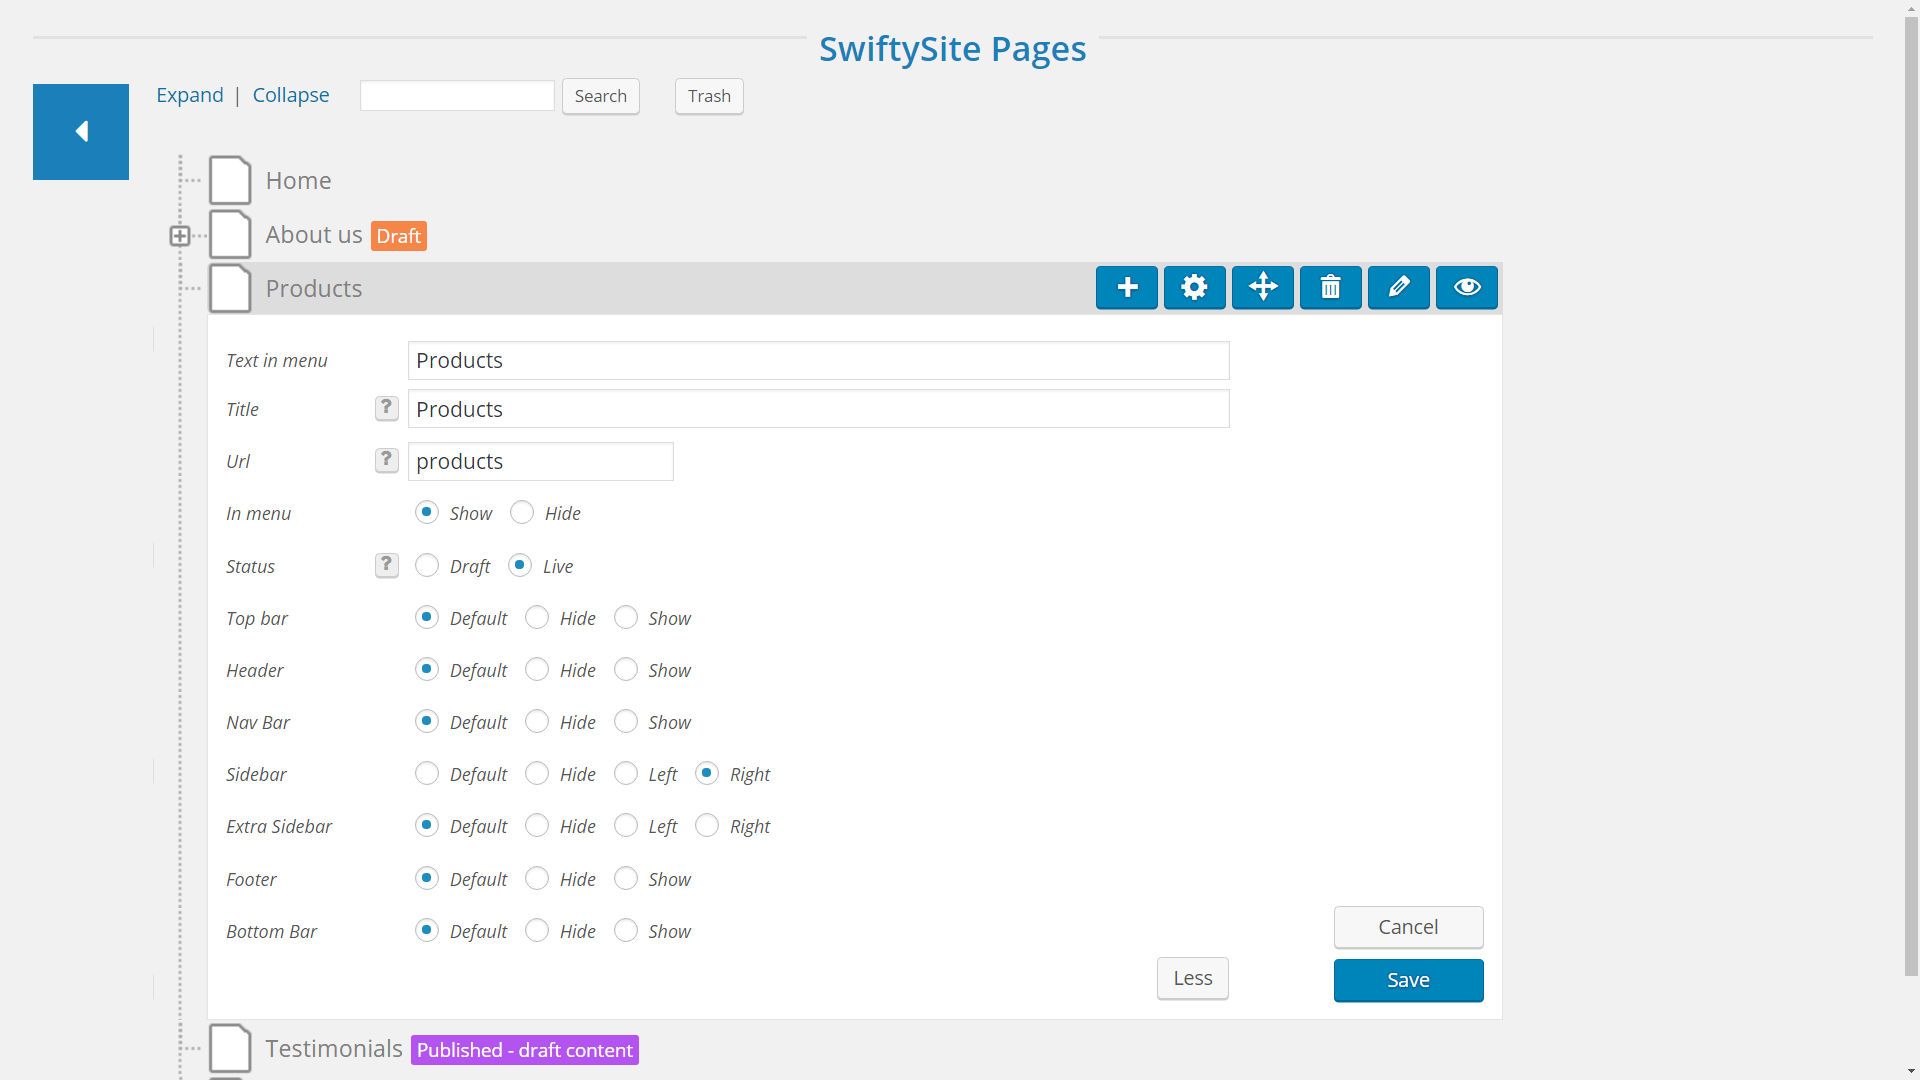 SwiftySite Pages
Expand | Collapse Search Trash
Home
About us Draft
Products
Text in menu Products
Title ? Products
Url ? products
In menu Show Hide
Status ? Draft Live
Top bar Default Hide Show
Header Default Hide Show
Nav Bar Default Hide Show
Sidebar Default Hide Left Right
Extra Sidebar Default Hide Left Right
Footer Default Hide Show
Bottom Bar Default Hide Show
Cancel
Less
Save
Testimonials Published - draft content